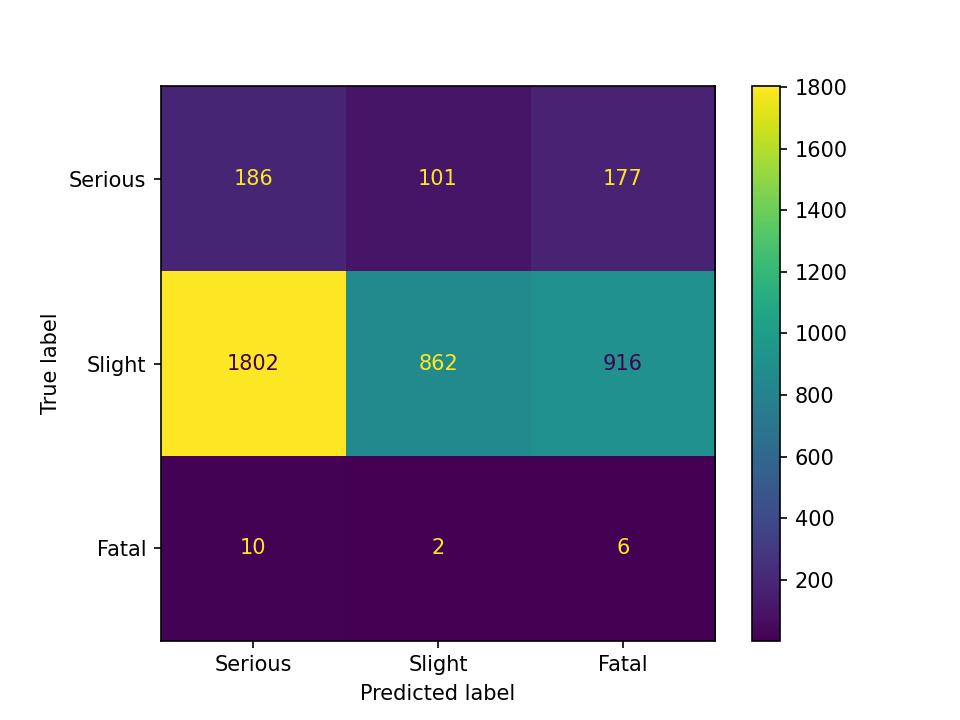 Serious 186 101 177
Slight 1802 862 916
Fatal 10 2 6
Serious Slight Fatal
Predicted label
True label
1800
1600
1400
1200
1000
800
600
400
200